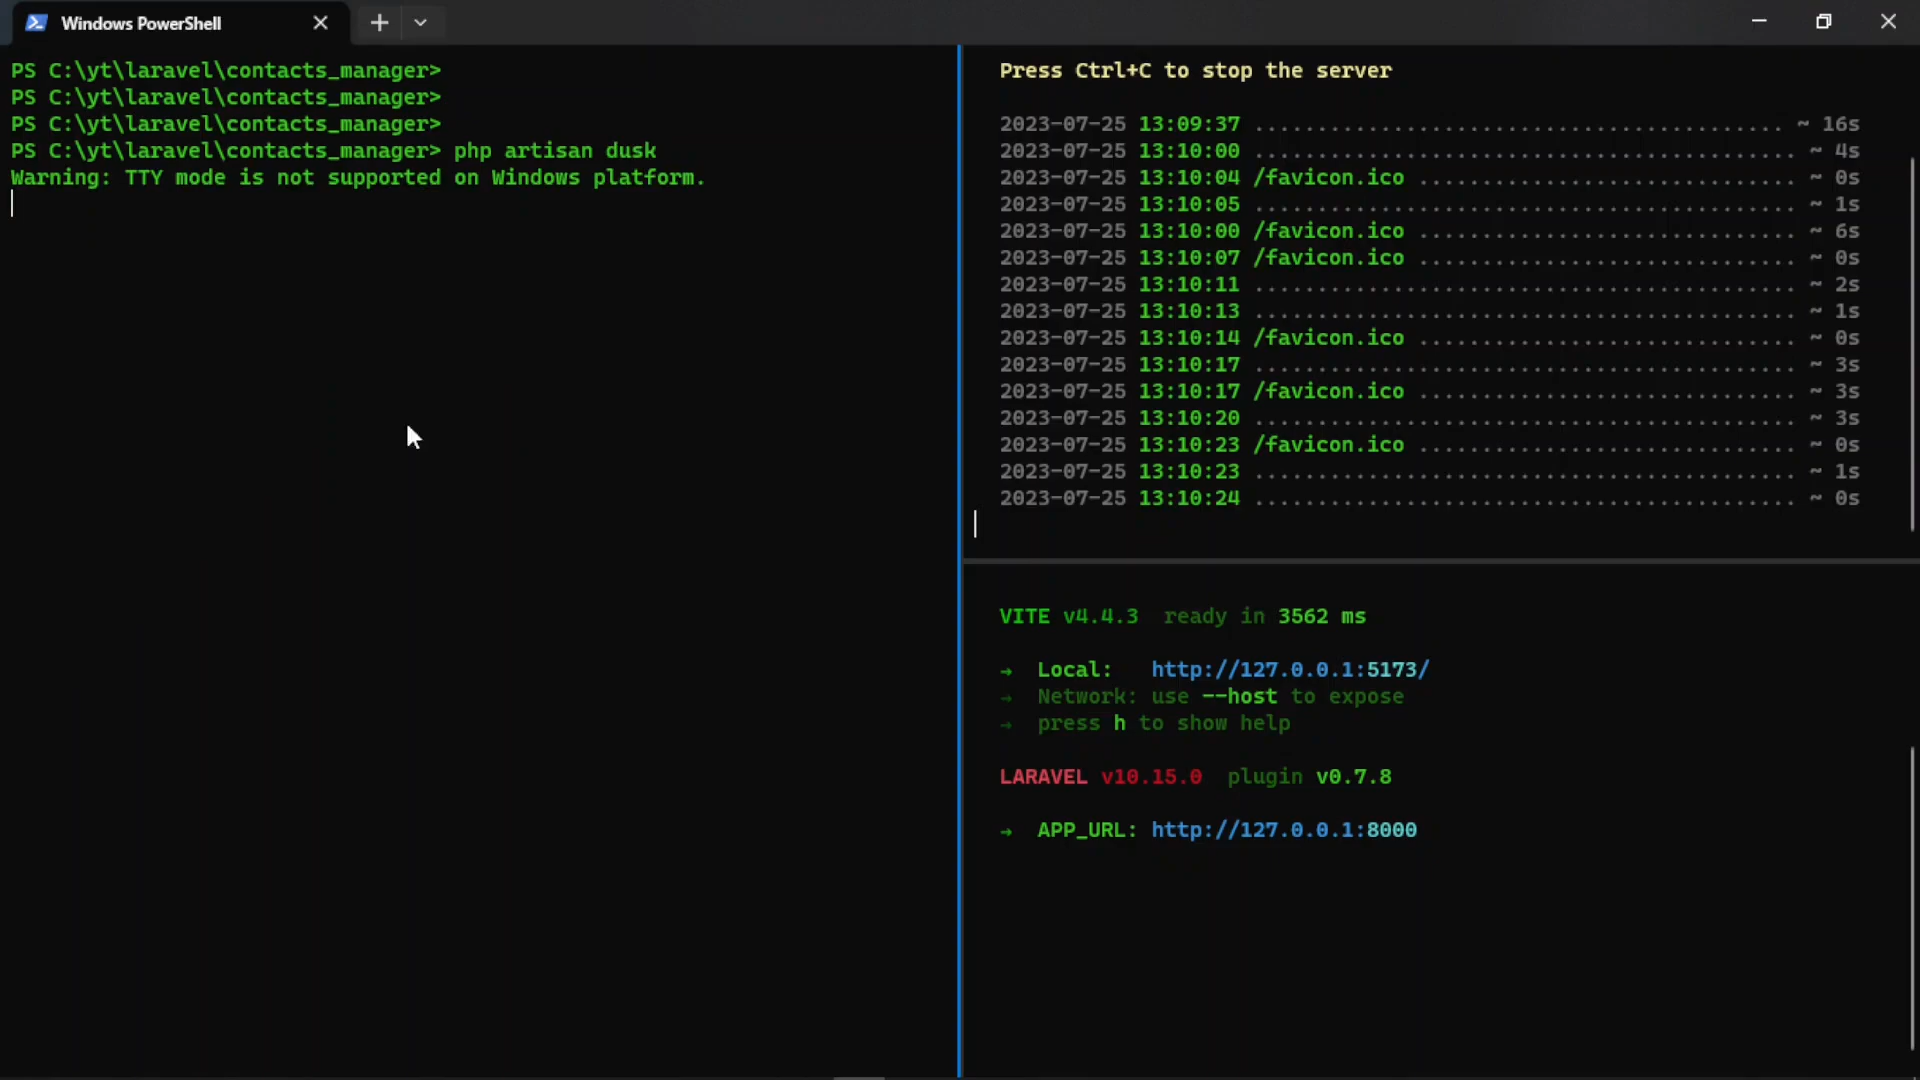 Windows PowerShell
PS C:\yt\laravel\contacts_manager>
PS C:\yt\laravel\contacts_manager>
PS C:\yt\laravel\contacts_manager>
PS C:\yt\laravel\contacts_manager> php artisan dusk
Warning: TTY mode is not supported on Windows platform.
Press Ctrl+C to stop the server
2023-07-25 13:09:37 .......................................... ~ 16s
2023-07-25 13:10:00 ........................................... ~ 4s
2023-07-25 13:10:04 /favicon.ico .............................. ~ 0s
2023-07-25 13:10:05 ........................................... ~ 1s
2023-07-25 13:10:00 /favicon.ico .............................. ~ 6s
2023-07-25 13:10:07 /favicon.ico .............................. ~ 0s
2023-07-25 13:10:11 ........................................... ~ 2s
2023-07-25 13:10:13 ........................................... ~ 1s
2023-07-25 13:10:14 /favicon.ico .............................. ~ 0s
2023-07-25 13:10:17 ........................................... ~ 3s
2023-07-25 13:10:17 /favicon.ico .............................. ~ 3s
2023-07-25 13:10:20 ........................................... ~ 3s
2023-07-25 13:10:23 /favicon.ico .............................. ~ 0s
2023-07-25 13:10:23 ........................................... ~ 1s
2023-07-25 13:10:24 ........................................... ~ 0s
VITE v4.4.3  ready in 3562 ms
→  Local:   http://127.0.0.1:5173/
→  Network: use --host to expose
→  press h to show help
LARAVEL v10.15.0  plugin v0.7.8
→  APP_URL: http://127.0.0.1:8000